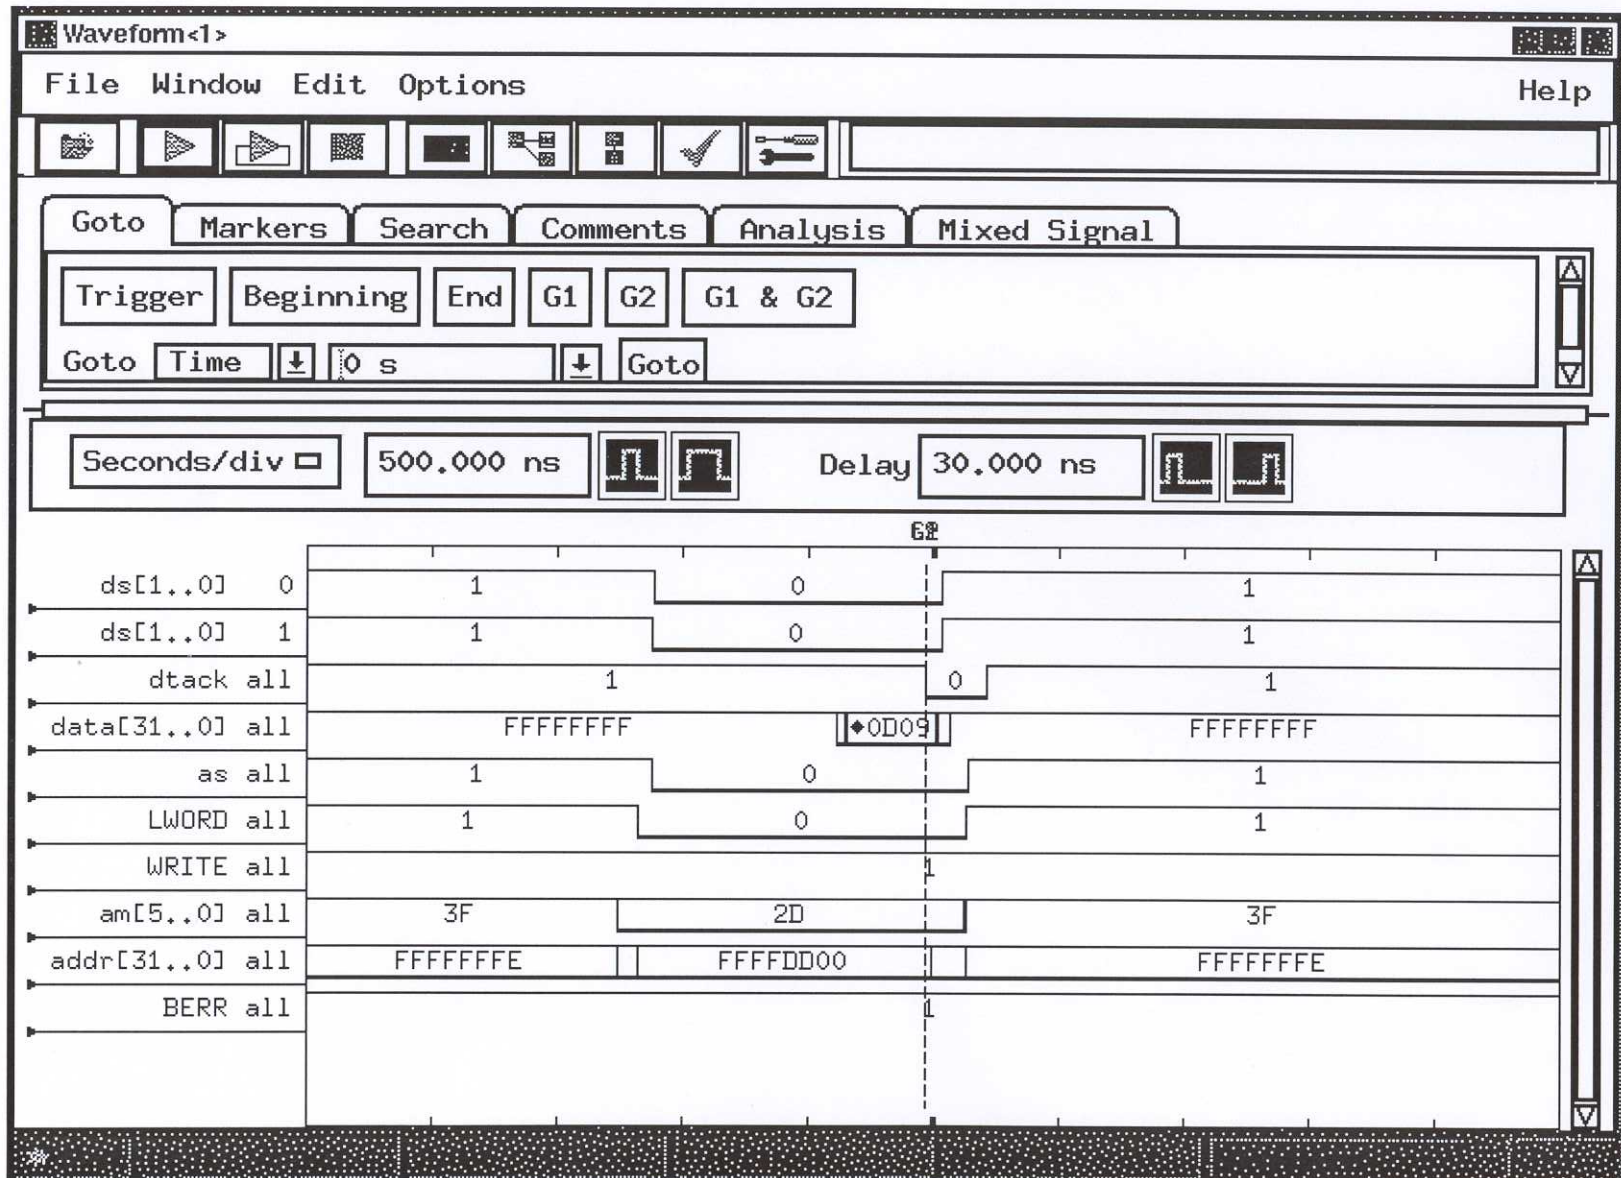 Waveform<1>
File Window Edit Options Help
Goto Markers Search Comments Analysis Mixed Signal
Trigger Beginning End G1 G2 G1 & G2
Goto Time 0 s Goto
Seconds/div 500.000 ns Delay 30.000 ns
ds[1..0] 0 1 0 1
ds[1..0] 1 1 0 1
dtack all 1 0 1
data[31..0] all FFFFFFFF ◆0D09 FFFFFFFF
as all 1 0 1
LWORD all 1 0 1
WRITE all 1
am[5..0] all 3F 2D 3F
addr[31..0] all FFFFFFFE FFFFDD00 FFFFFFFE
BERR all 1